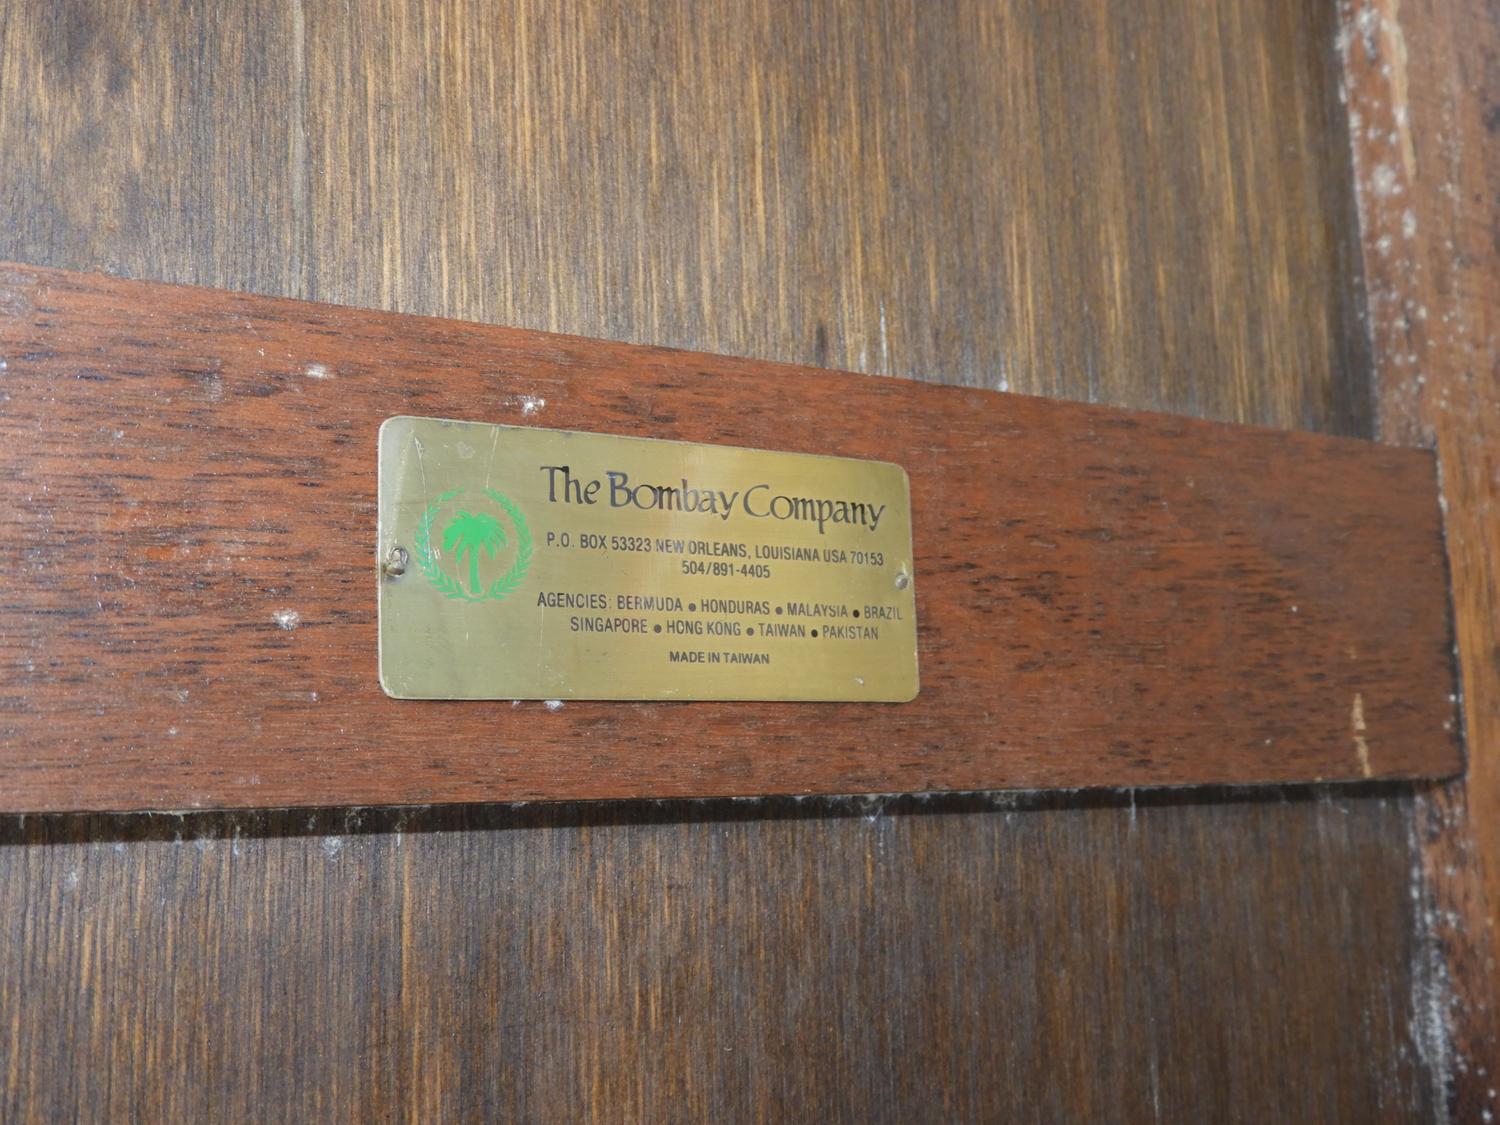 The Bombay Company
P.O. BOX 53323 NEW ORLEANS, LOUISIANA USA 70153
504/891-4405
AGENCIES: BERMUDA ● HONDURAS ● MALAYSIA ● BRAZIL
SINGAPORE ● HONG KONG ● TAIWAN ● PAKISTAN
MADE IN TAIWAN